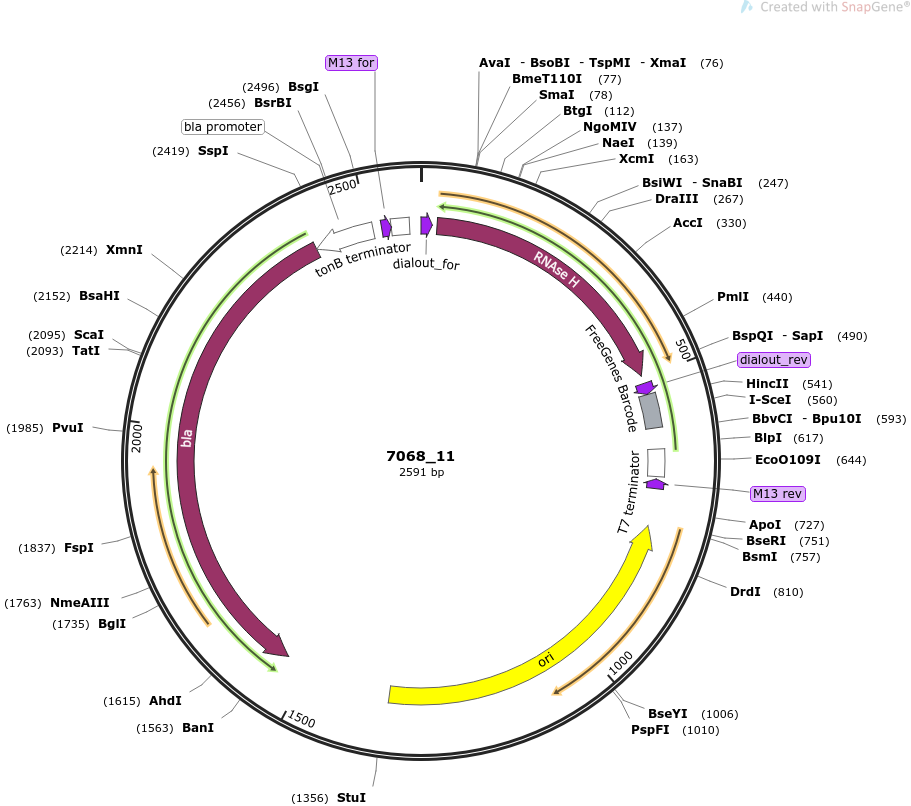 Created with SnapGene®
M13 for
(2496) BsgI
(2456) BsrBI
bla promoter
(2419) SspI
AvaI - BsoBI - TspMI - XmaI (76)
BmeT110I (77)
SmaI (78)
BtgI (112)
NgoMIV (137)
NaeI (139)
XcmI (163)
BsiWI - SnaBI (247)
DraIII (267)
AccI (330)
PmlI (440)
BspQI - SapI (490)
dialout_rev
HincII (541)
I-SceI (560)
BbvCI - Bpu10I (593)
BlpI (617)
EcoO109I (644)
M13 rev
ApoI (727)
BseRI (751)
BsmI (757)
DrdI (810)
BseYI (1006)
PspFI (1010)
(1356) StuI
(1563) BanI
(1615) AhdI
(1735) BglI
(1763) NmeAIII
(1837) FspI
(1985) PvuI
(2093) TatI
(2095) ScaI
(2152) BsaHI
(2214) XmnI
2500
500
1000
1500
2000
tonB terminator
dialout_for
RNAse H
FreeGenes Barcode
T7 terminator
ori
bla
7068_11
2591 bp